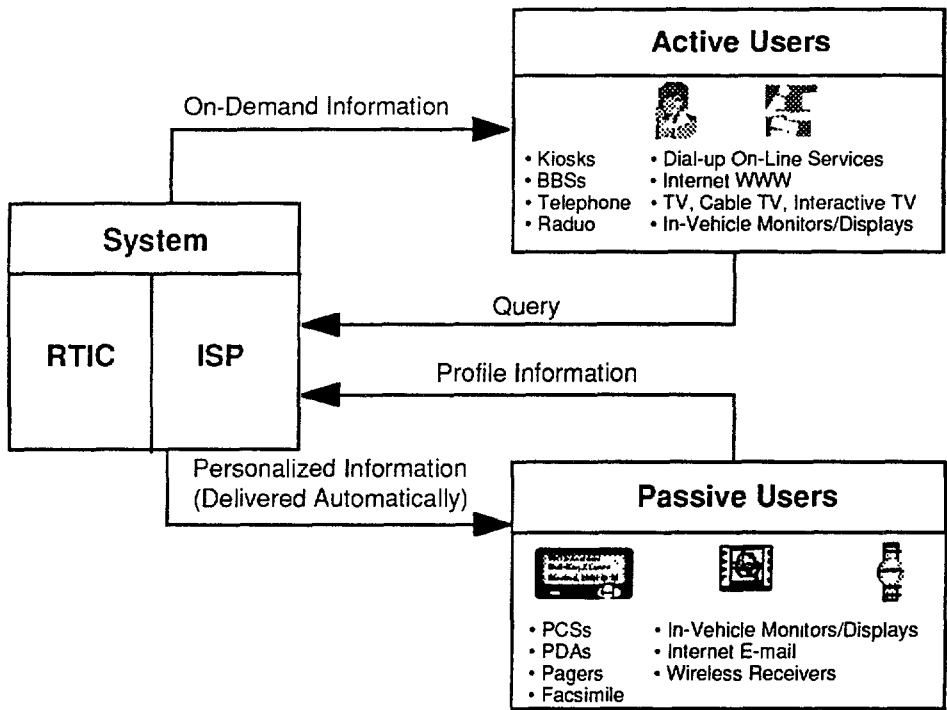 Active Users
On-Demand Information
• Kiosks
• BBSs
• Telephone
• Raduo
• Dial-up On-Line Services
• Internet WWW
• TV, Cable TV, Interactive TV
• In-Vehicle Monitors/Displays
System
RTIC
ISP
Query
Profile Information
Personalized Information
(Delivered Automatically)
Passive Users
• PCSs
• PDAs
• Pagers
• Facsimile
• In-Vehicle Monitors/Displays
• Internet E-mail
• Wireless Receivers